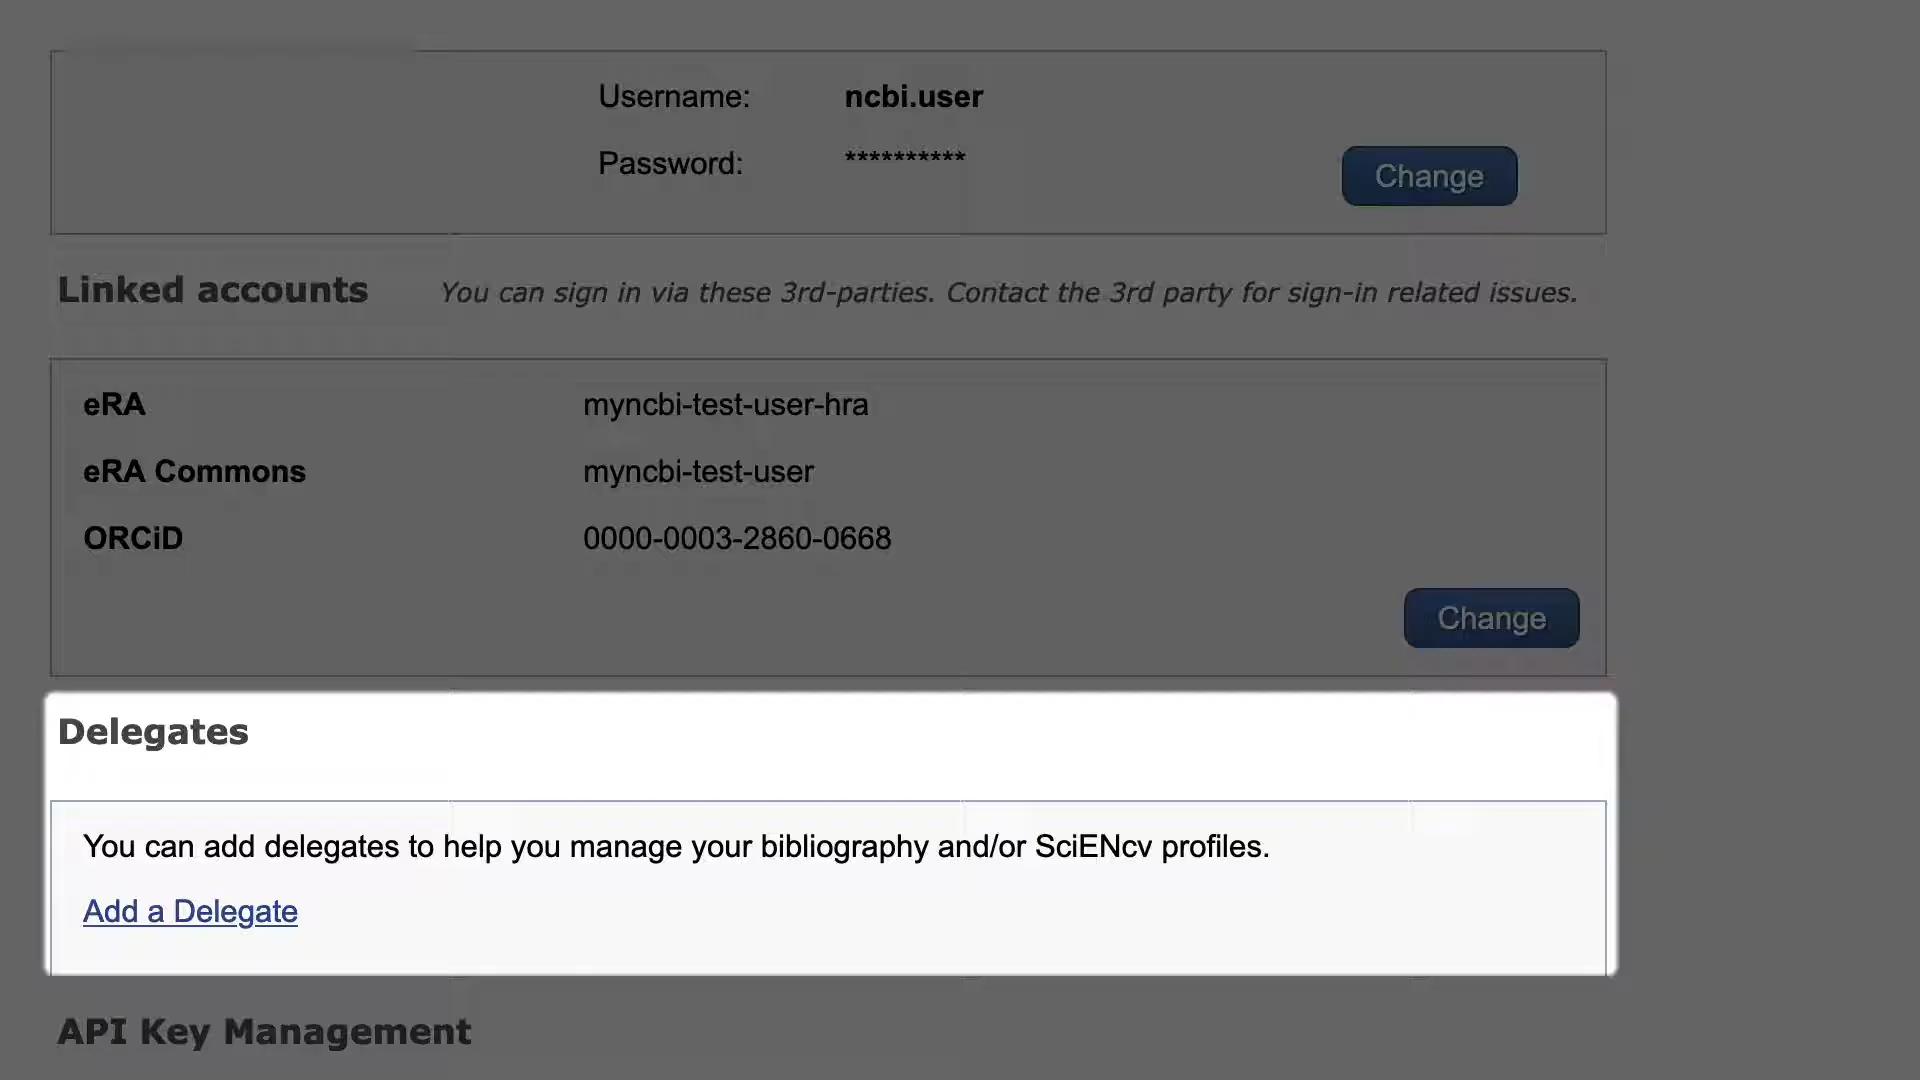 Username: ncbi.user
Password: **********
Change
Linked accounts You can sign in via these 3rd-parties. Contact the 3rd party for sign-in related issues.
eRA myncbi-test-user-hra
eRA Commons myncbi-test-user
ORCiD 0000-0003-2860-0668
Change
Delegates
You can add delegates to help you manage your bibliography and/or SciENcv profiles.
Add a Delegate
API Key Management